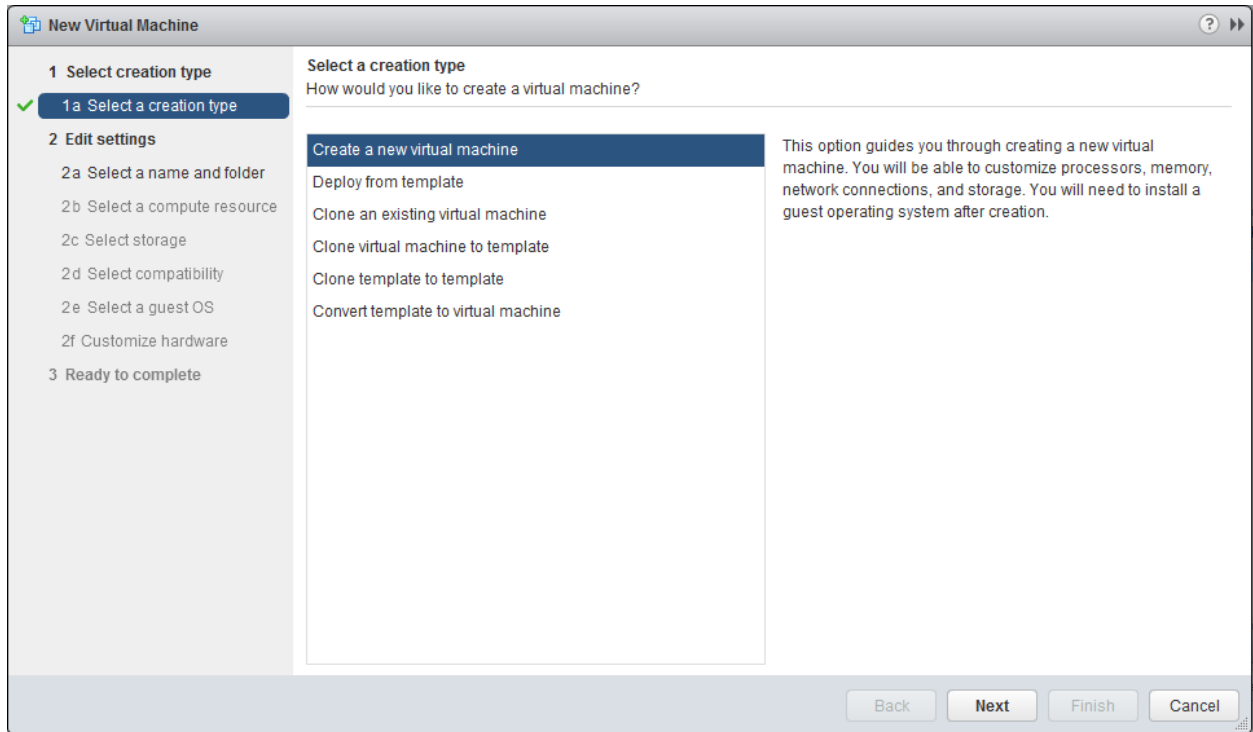 New Virtual Machine
?
1 Select creation type
1a Select a creation type
2 Edit settings
2a Select a name and folder
2b Select a compute resource
2c Select storage
2d Select compatibility
2e Select a guest OS
2f Customize hardware
3 Ready to complete
Select a creation type
How would you like to create a virtual machine?
Create a new virtual machine
Deploy from template
Clone an existing virtual machine
Clone virtual machine to template
Clone template to template
Convert template to virtual machine
This option guides you through creating a new virtual
machine. You will be able to customize processors, memory,
network connections, and storage. You will need to install a
guest operating system after creation.
Back Next Finish Cancel